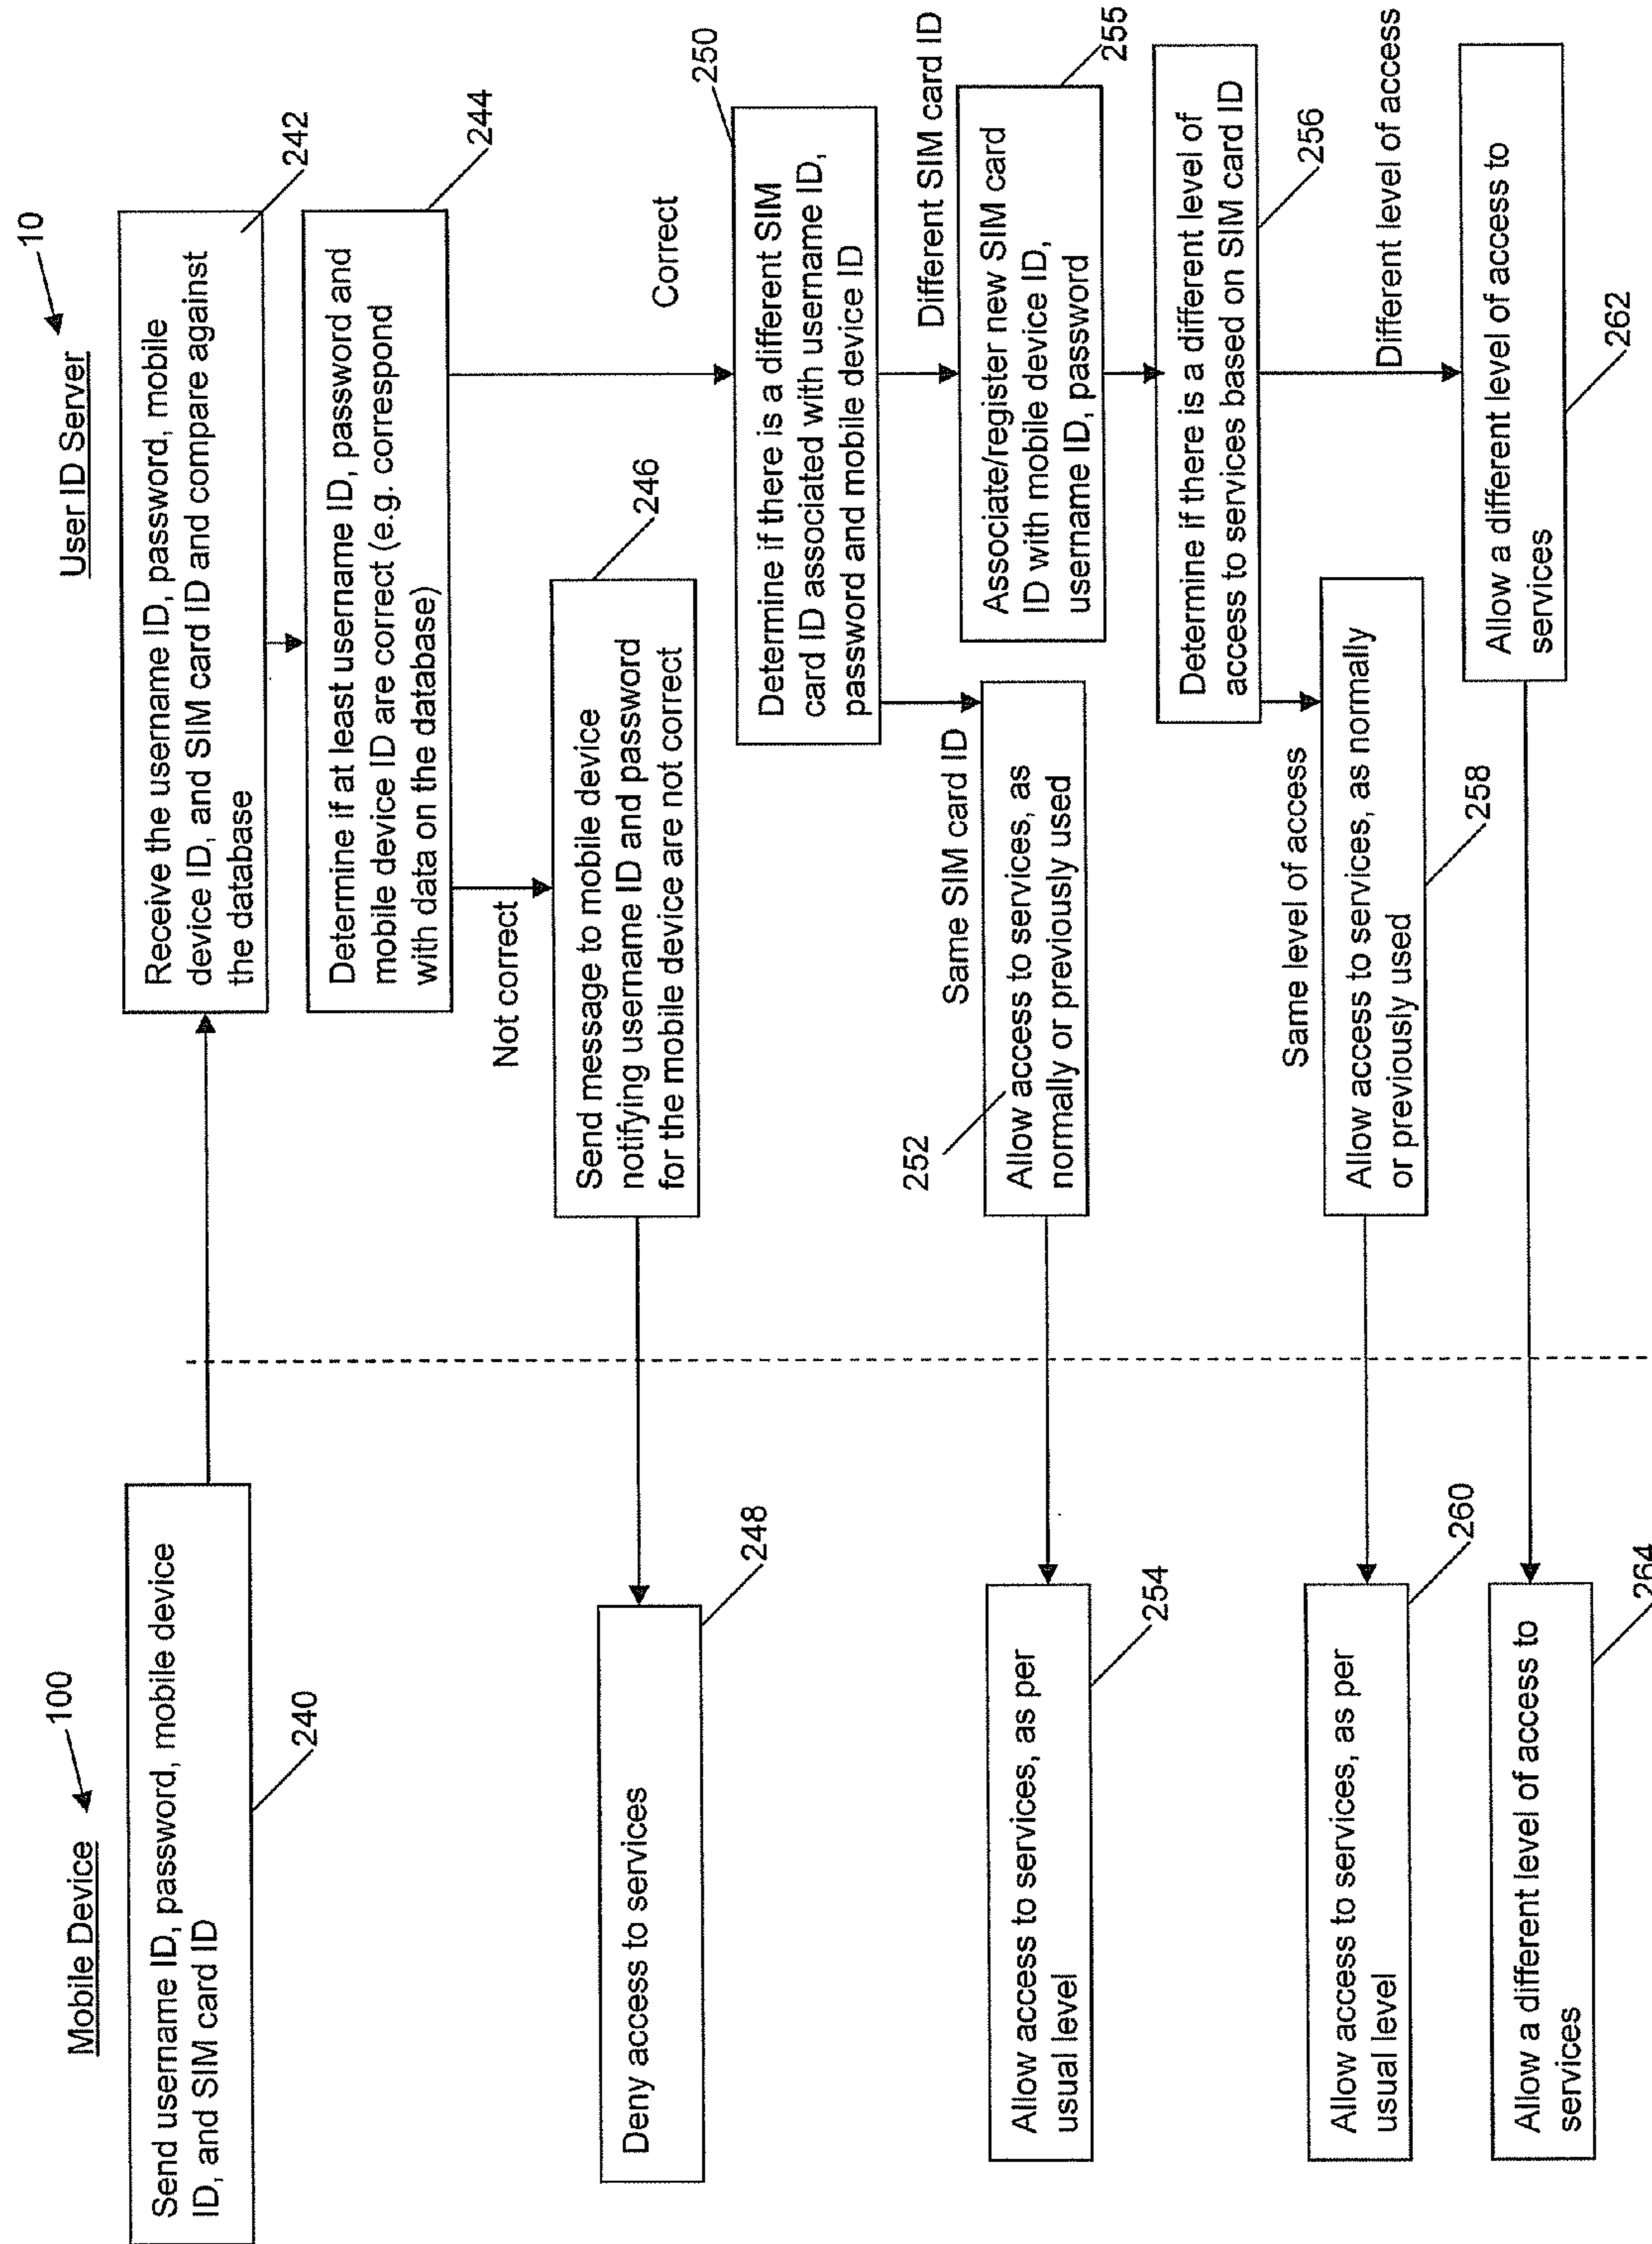 Mobile Device
100
User ID Server
10
Send username ID, password, mobile device
ID, and SIM card ID
240
Receive the username ID, password, mobile
device ID, and SIM card ID and compare against
the database
242
Determine if at least username ID, password and
mobile device ID are correct (e.g. correspond
with data on the database)
244
Not correct
Correct
Send message to mobile device
notifying username ID and password
for the mobile device are not correct
246
Deny access to services
248
Determine if there is a different SIM
card ID associated with username ID,
password and mobile device ID
250
Same SIM card ID
Different SIM card ID
252
Allow access to services, as
normally or previously used
Allow access to services, as per
usual level
254
Associate/register new SIM card
ID with mobile device ID,
username ID, password
255
Determine if there is a different level of
access to services based on SIM card ID
256
Same level of access
Different level of access
Allow access to services, as normally
or previously used
258
Allow access to services, as per
usual level
260
Allow a different level of access to
services
262
Allow a different level of access to
services
264